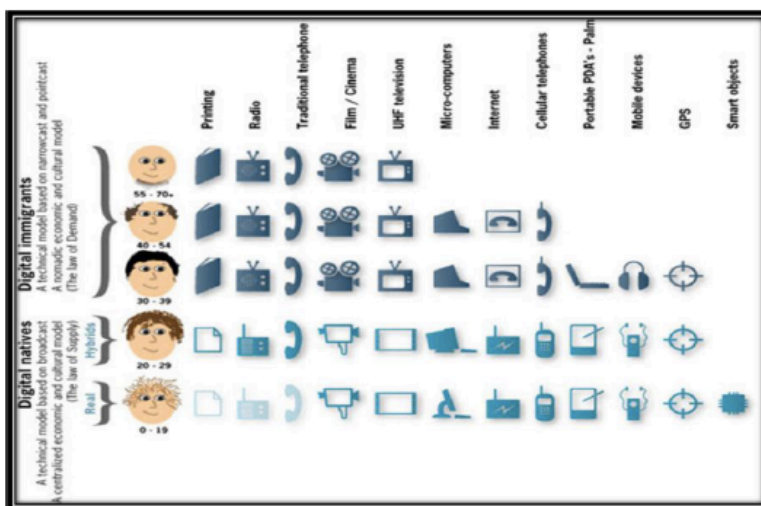 Printing
Radio
Traditional telephone
Film / Cinema
UHF television
Micro-computers
Internet
Cellular telephones
Portable PDA's - Palm
Mobile devices
GPS
Smart objects
Digital immigrants
A technical model based on narrowcast and pointcast
A nomadic economic and cultural model
(The law of Demand)
55 - 70+
40 - 54
30 - 39
Digital natives
A technical model based on broadcast
A centralized economic and cultural model
(The law of Supply)
Hybrids
20 - 29
Real
0 - 19